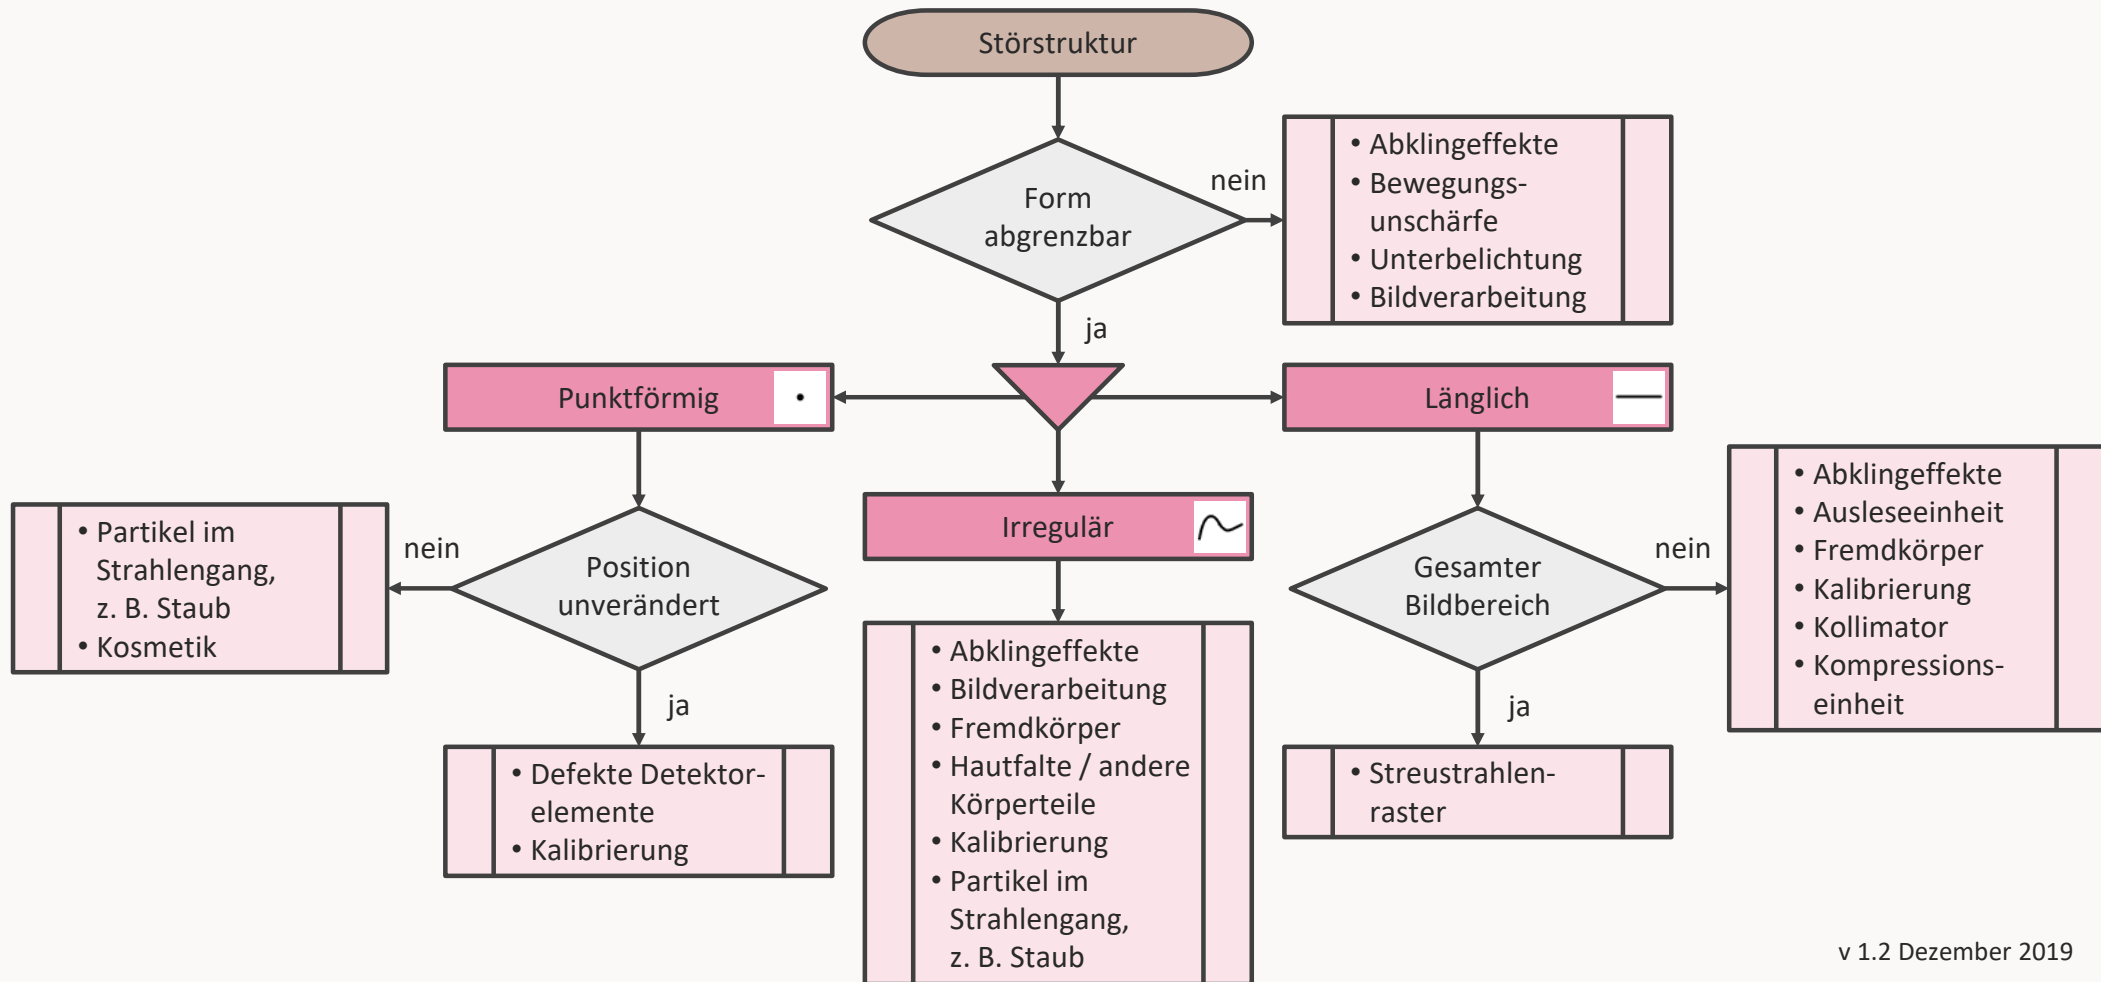 Störstruktur
Form
abgrenzbar
nein
• Abklingeffekte
• Bewegungs-
unschärfe
• Unterbelichtung
• Bildverarbeitung
ja
Punktförmig
Länglich
Irregulär
Position
unverändert
nein
• Partikel im
Strahlengang,
z. B. Staub
• Kosmetik
ja
• Defekte Detektor-
elemente
• Kalibrierung
• Abklingeffekte
• Bildverarbeitung
• Fremdkörper
• Hautfalte / andere
Körperteile
• Kalibrierung
• Partikel im
Strahlengang,
z. B. Staub
Gesamter
Bildbereich
nein
• Abklingeffekte
• Ausleseeinheit
• Fremdkörper
• Kalibrierung
• Kollimator
• Kompressions-
einheit
ja
• Streustrahlen-
raster
v 1.2 Dezember 2019